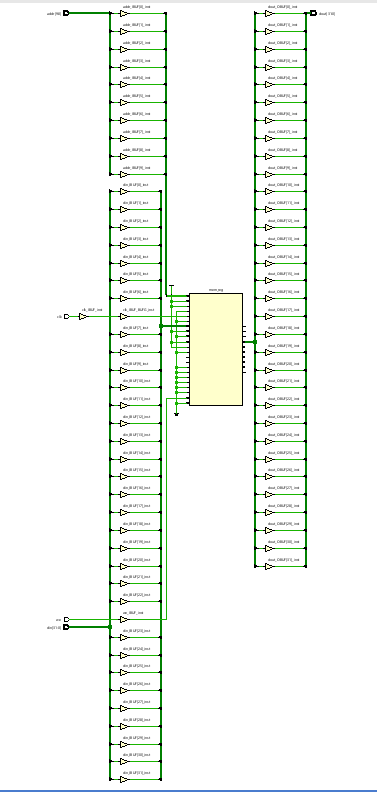 addr[9:0]
addr_IBUF[0]_inst
addr_IBUF[1]_inst
addr_IBUF[2]_inst
addr_IBUF[3]_inst
addr_IBUF[4]_inst
addr_IBUF[5]_inst
addr_IBUF[6]_inst
addr_IBUF[7]_inst
addr_IBUF[8]_inst
addr_IBUF[9]_inst
din_IBUF[0]_inst
din_IBUF[1]_inst
din_IBUF[2]_inst
din_IBUF[3]_inst
din_IBUF[4]_inst
din_IBUF[5]_inst
din_IBUF[6]_inst
clk
clk_IBUF_inst
clk_IBUF_BUFG_inst
din_IBUF[7]_inst
din_IBUF[8]_inst
din_IBUF[9]_inst
din_IBUF[10]_inst
din_IBUF[11]_inst
din_IBUF[12]_inst
din_IBUF[13]_inst
din_IBUF[14]_inst
din_IBUF[15]_inst
din_IBUF[16]_inst
din_IBUF[17]_inst
din_IBUF[18]_inst
din_IBUF[19]_inst
din_IBUF[20]_inst
din_IBUF[21]_inst
din_IBUF[22]_inst
we
we_IBUF_inst
din[31:0]
din_IBUF[23]_inst
din_IBUF[24]_inst
din_IBUF[25]_inst
din_IBUF[26]_inst
din_IBUF[27]_inst
din_IBUF[28]_inst
din_IBUF[29]_inst
din_IBUF[30]_inst
din_IBUF[31]_inst
mem_reg
dout_OBUF[0]_inst
dout[31:0]
dout_OBUF[1]_inst
dout_OBUF[2]_inst
dout_OBUF[3]_inst
dout_OBUF[4]_inst
dout_OBUF[5]_inst
dout_OBUF[6]_inst
dout_OBUF[7]_inst
dout_OBUF[8]_inst
dout_OBUF[9]_inst
dout_OBUF[10]_inst
dout_OBUF[11]_inst
dout_OBUF[12]_inst
dout_OBUF[13]_inst
dout_OBUF[14]_inst
dout_OBUF[15]_inst
dout_OBUF[16]_inst
dout_OBUF[17]_inst
dout_OBUF[18]_inst
dout_OBUF[19]_inst
dout_OBUF[20]_inst
dout_OBUF[21]_inst
dout_OBUF[22]_inst
dout_OBUF[23]_inst
dout_OBUF[24]_inst
dout_OBUF[25]_inst
dout_OBUF[26]_inst
dout_OBUF[27]_inst
dout_OBUF[28]_inst
dout_OBUF[29]_inst
dout_OBUF[30]_inst
dout_OBUF[31]_inst